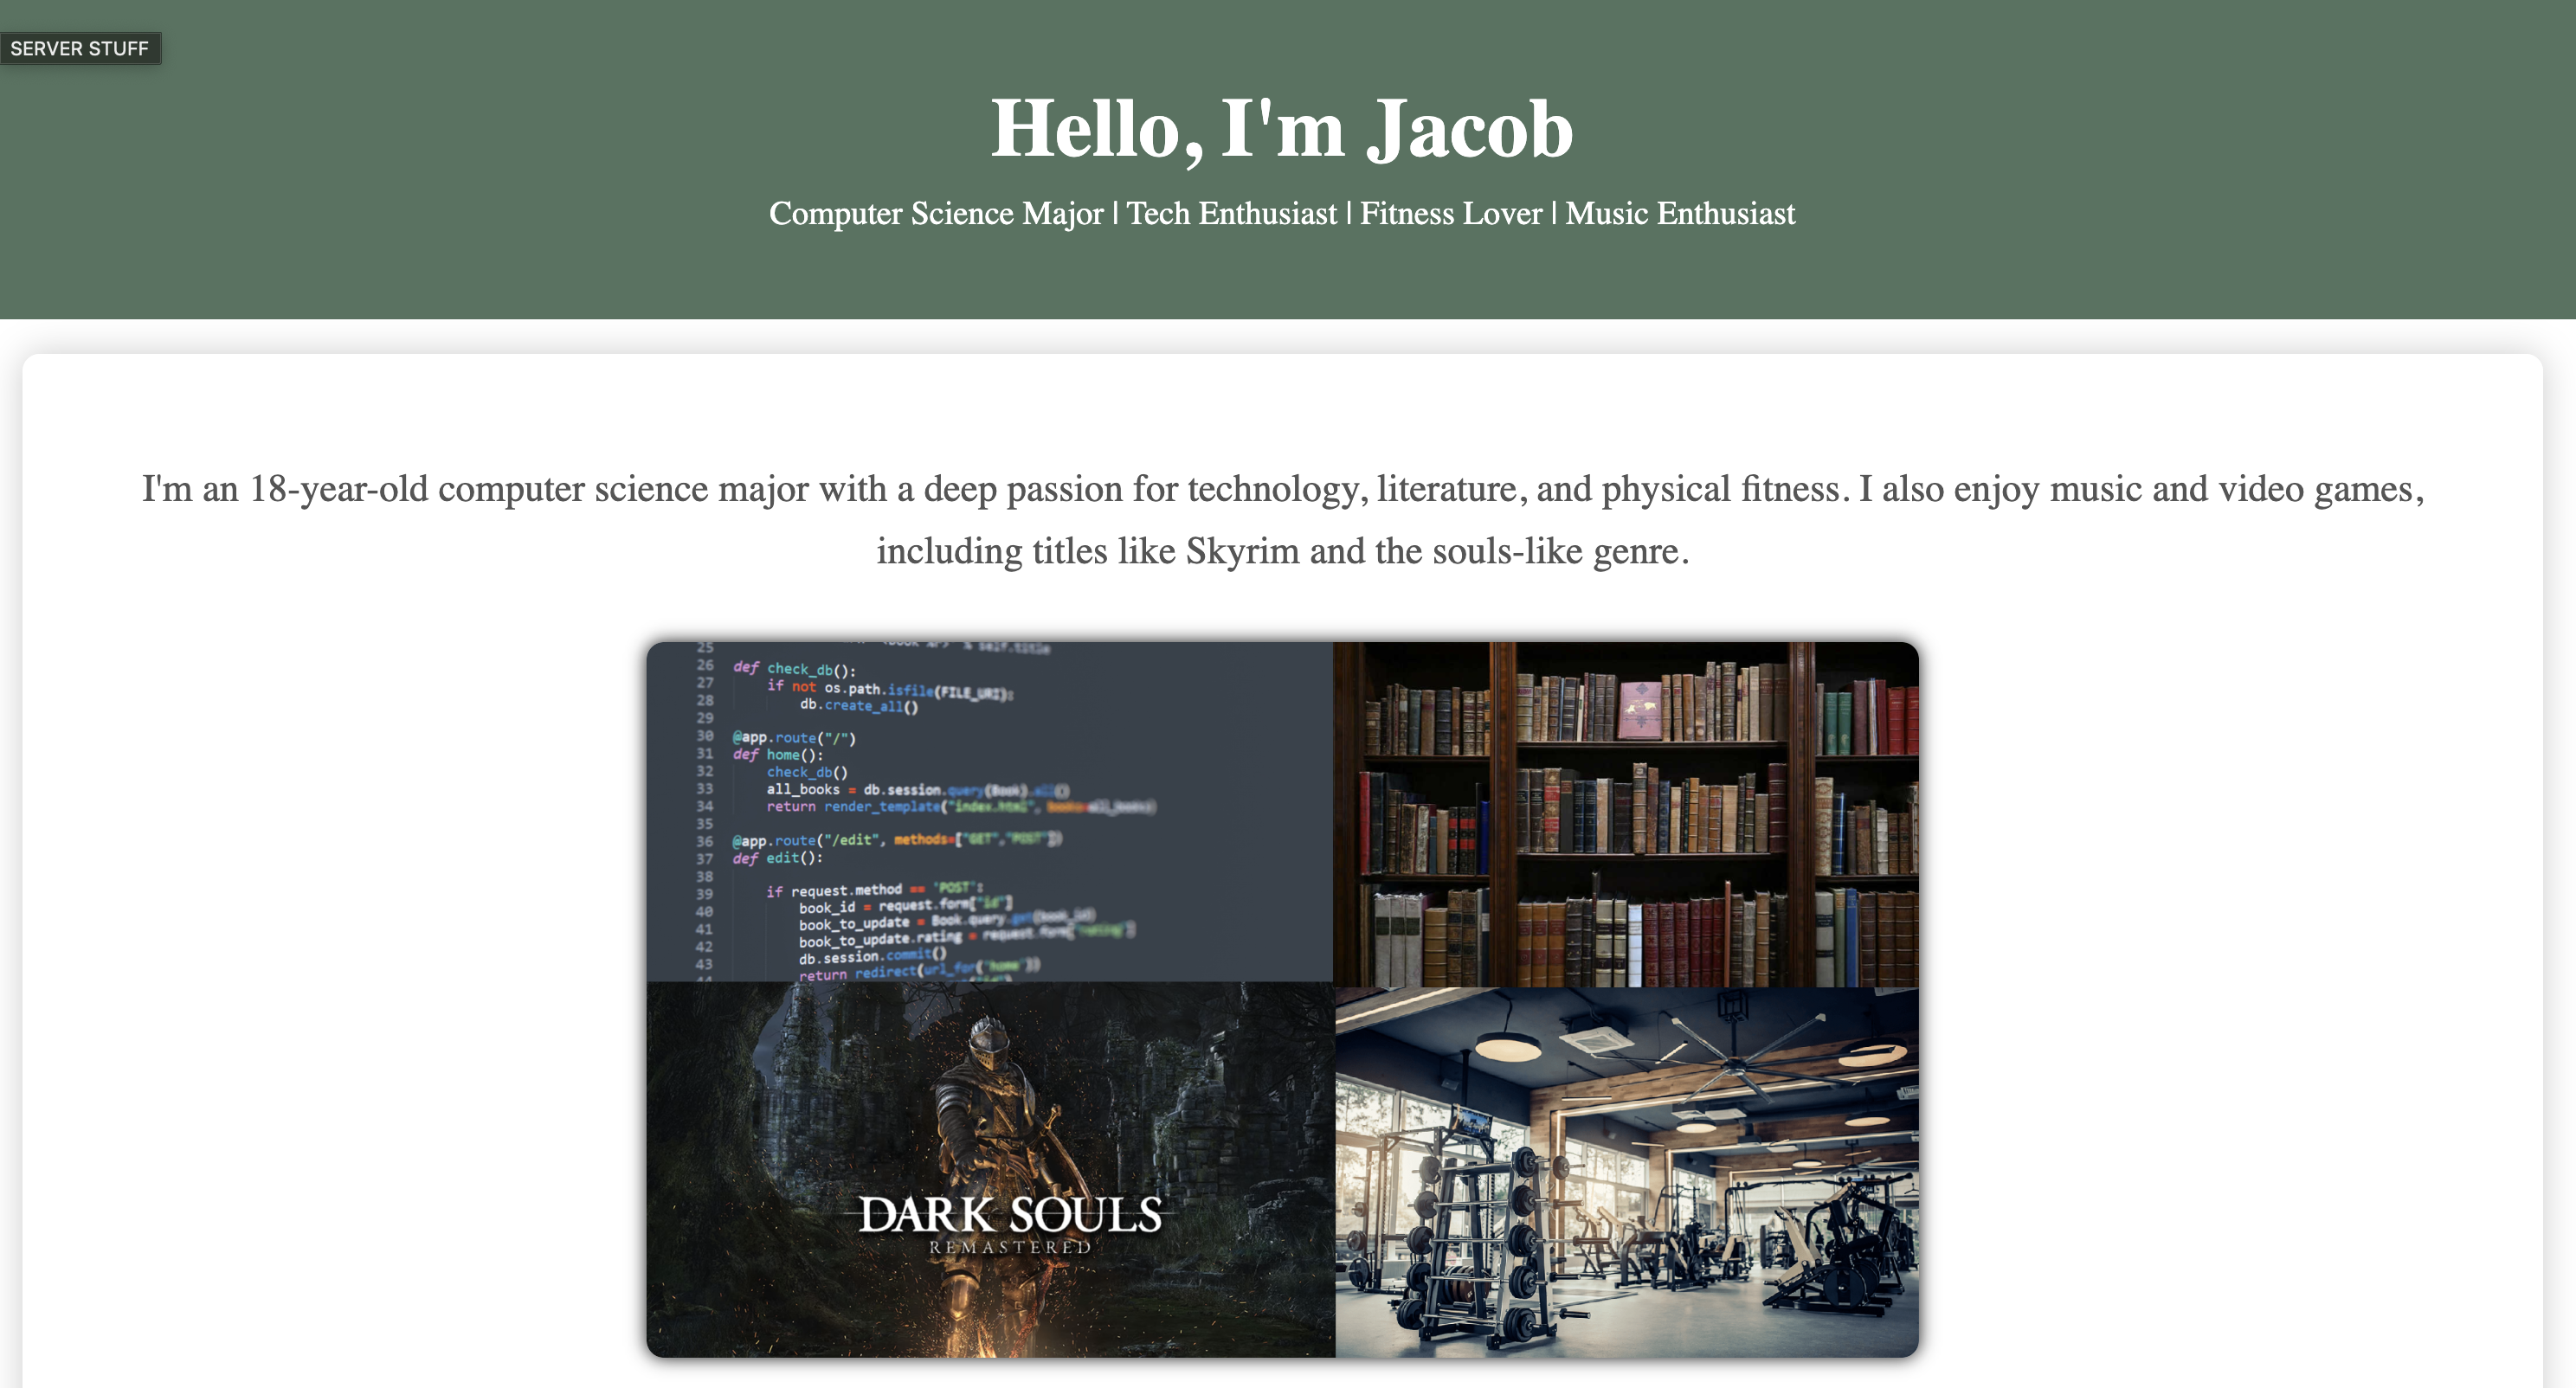 SERVER STUFF
Hello, I'm Jacob
Computer Science Major | Tech Enthusiast | Fitness Lover | Music Enthusiast
I'm an 18-year-old computer science major with a deep passion for technology, literature, and physical fitness. I also enjoy music and video games,
including titles like Skyrim and the souls-like genre.
25 % self.title
26 def check_db():
27 if not os.path.isfile(FILE_URI):
28 db.create_all()
29
30 @app.route("/")
31 def home():
32 check_db()
33 all_books = db.session.query(Book).all()
34 return render_template("index.html", books=all_books)
35
36 @app.route("/edit", methods=["GET","POST"])
37 def edit():
38
39 if request.method == "POST":
40 book_id = request.form["id"]
41 book_to_update = Book.query.get(book_id)
42 book_to_update.rating = request.form["rating"]
43 db.session.commit()
44 return redirect(url_for('home'))
DARK SOULS
REMASTERED